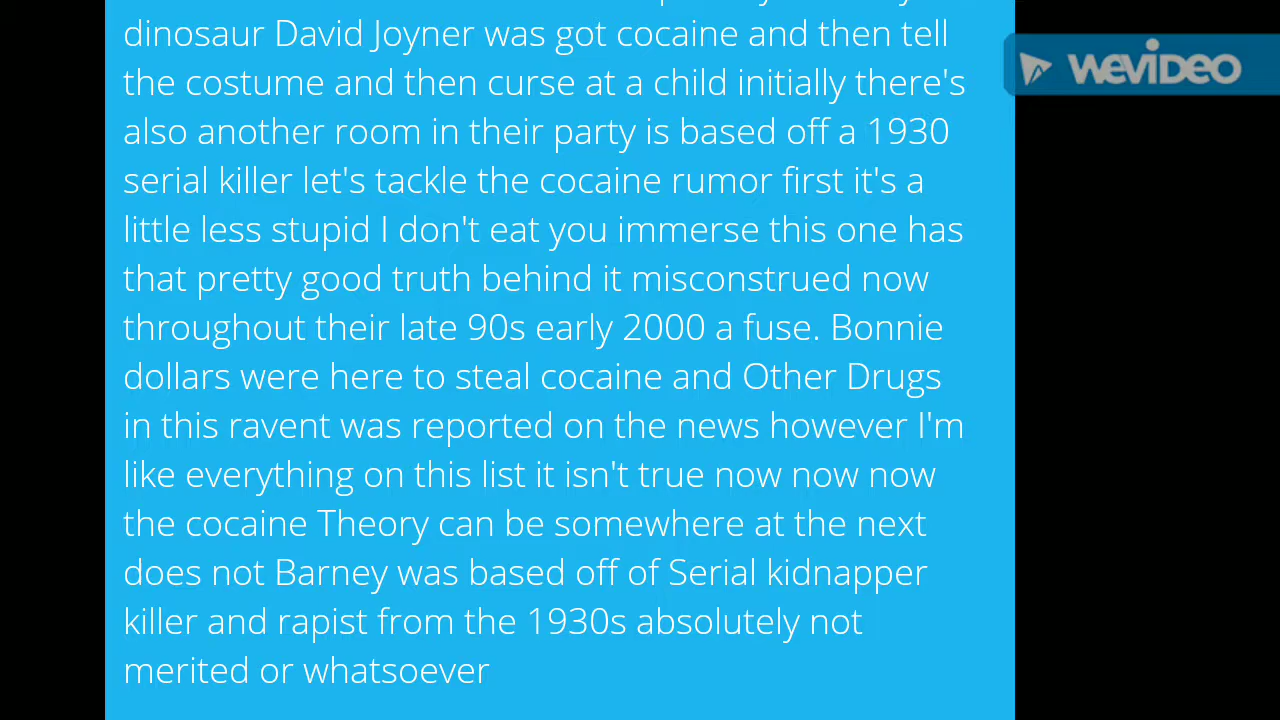 dinosaur David Joyner was got cocaine and then tell
the costume and then curse at a child initially there's
also another room in their party is based off a 1930
serial killer let's tackle the cocaine rumor first it's a
little less stupid I don't eat you immerse this one has
that pretty good truth behind it misconstrued now
throughout their late 90s early 2000 a fuse. Bonnie
dollars were here to steal cocaine and Other Drugs
in this ravent was reported on the news however I'm
like everything on this list it isn't true now now now
the cocaine Theory can be somewhere at the next
does not Barney was based off of Serial kidnapper
killer and rapist from the 1930s absolutely not
merited or whatsoever
WEVIDEO